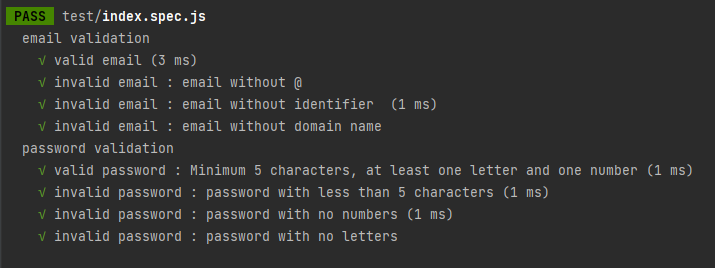 PASS test/index.spec.js
email validation
√ valid email (3 ms)
√ invalid email : email without @
√ invalid email : email without identifier  (1 ms)
√ invalid email : email without domain name
password validation
√ valid password : Minimum 5 characters, at least one letter and one number (1 ms)
√ invalid password : password with less than 5 characters (1 ms)
√ invalid password : password with no numbers (1 ms)
√ invalid password : password with no letters